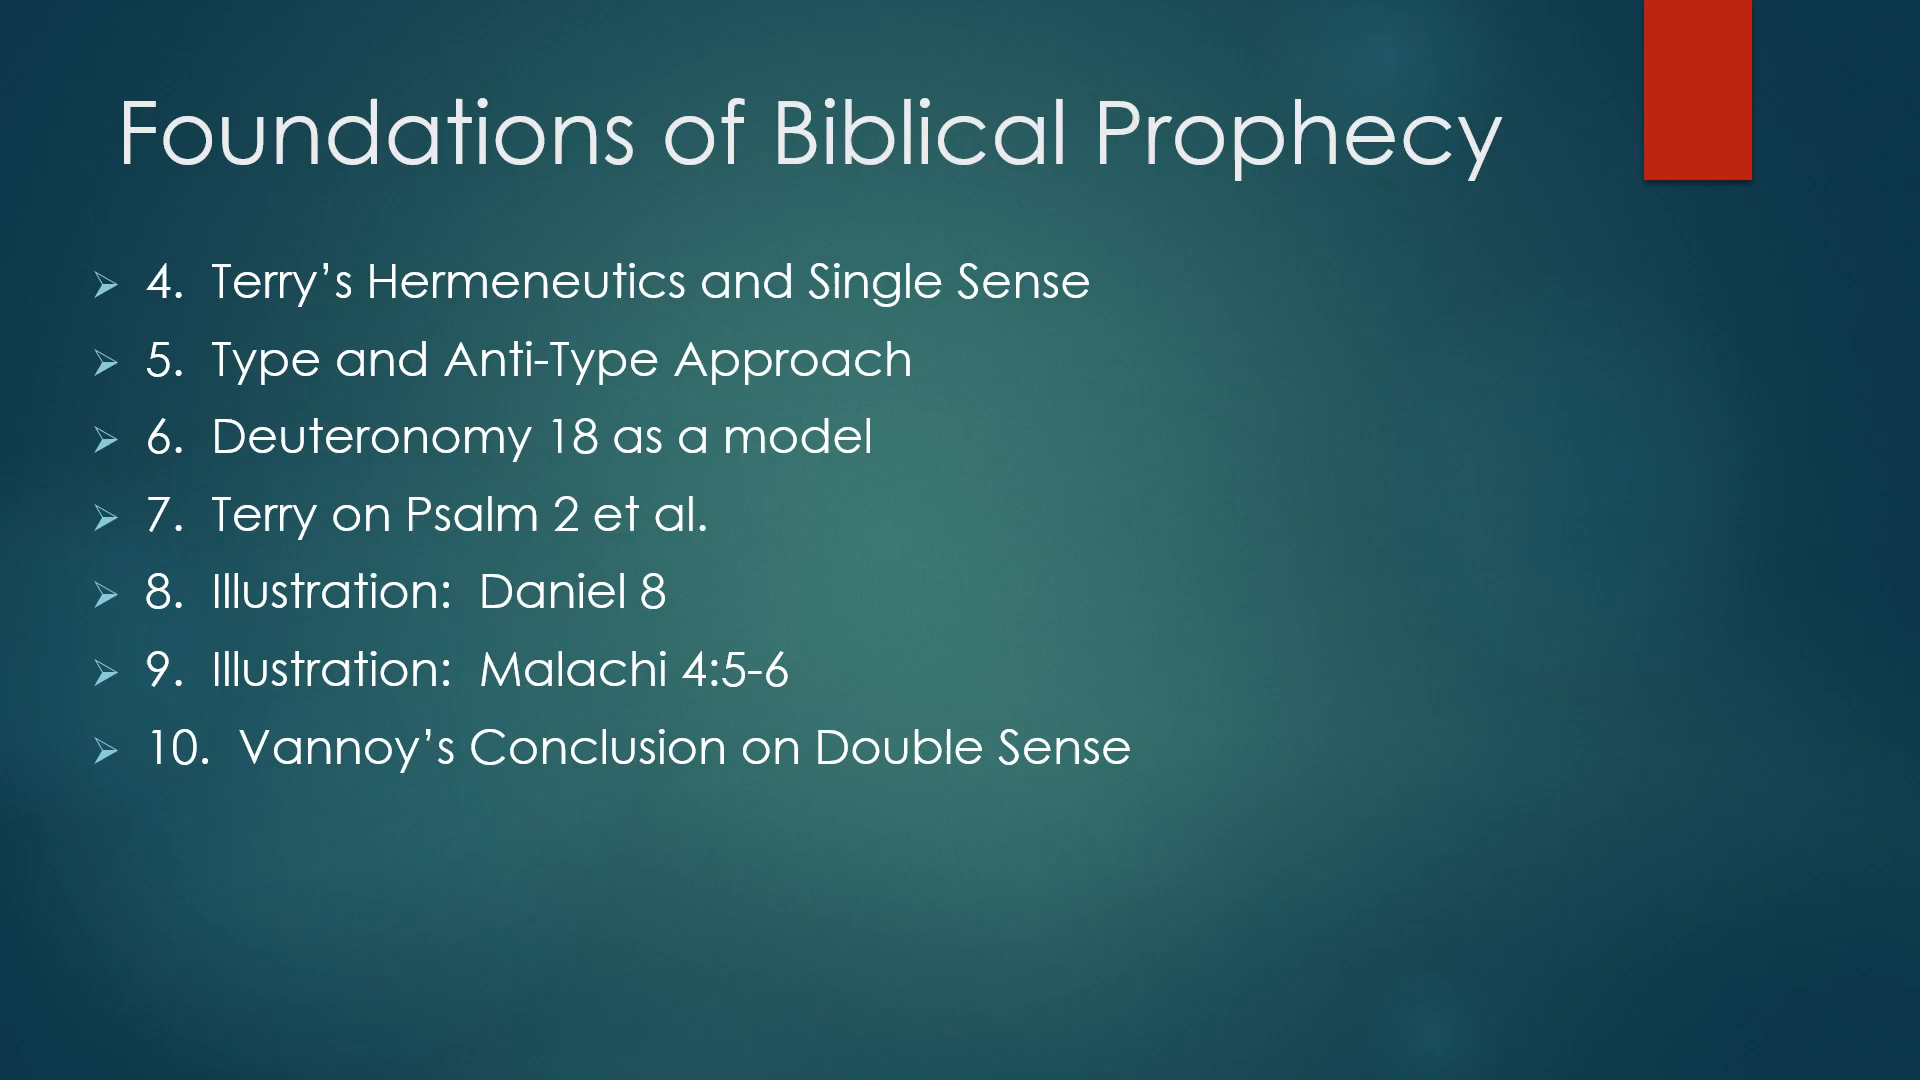 Foundations of Biblical Prophecy
4. Terry’s Hermeneutics and Single Sense
5. Type and Anti-Type Approach
6. Deuteronomy 18 as a model
7. Terry on Psalm 2 et al.
8. Illustration: Daniel 8
9. Illustration: Malachi 4:5-6
10. Vannoy’s Conclusion on Double Sense